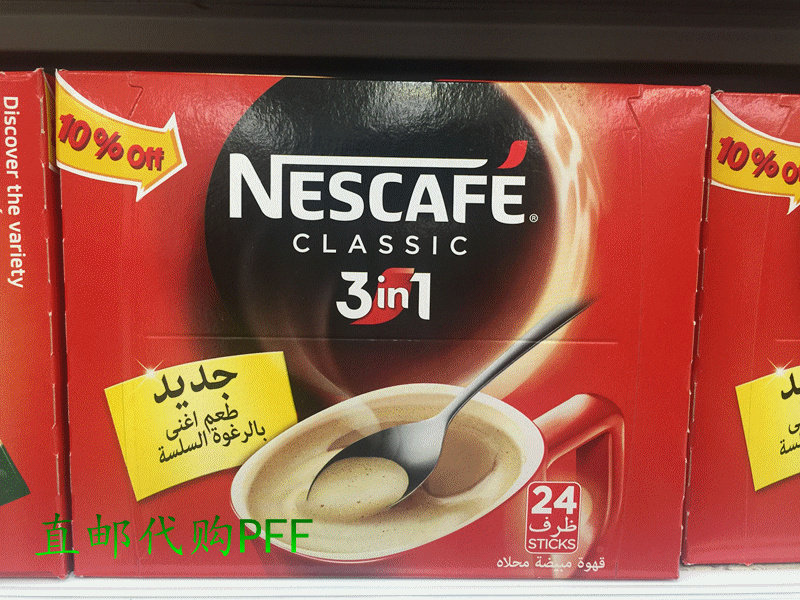 Discover the variety
10% Off
NESCAFÉ®
CLASSIC
3in1
جديد
طعم اغنى
بالرغوة السلسة
24
ظرف
STICKS
قهوة مبيضة محلاه
直邮代购PFF
10% O